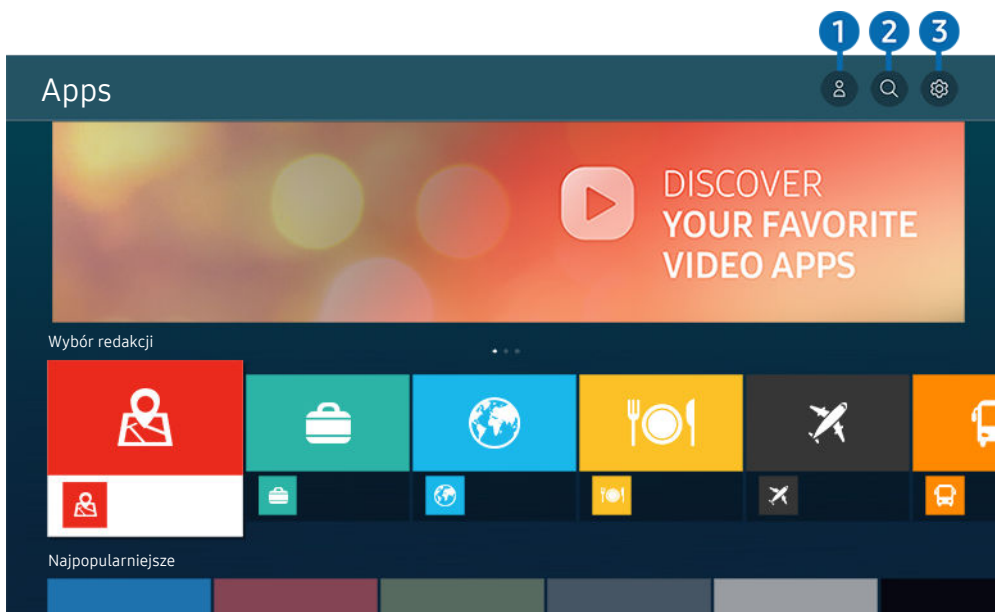 1 2 3
Apps
DISCOVER
YOUR FAVORITE
VIDEO APPS
Wybór redakcji
Najpopularniejsze